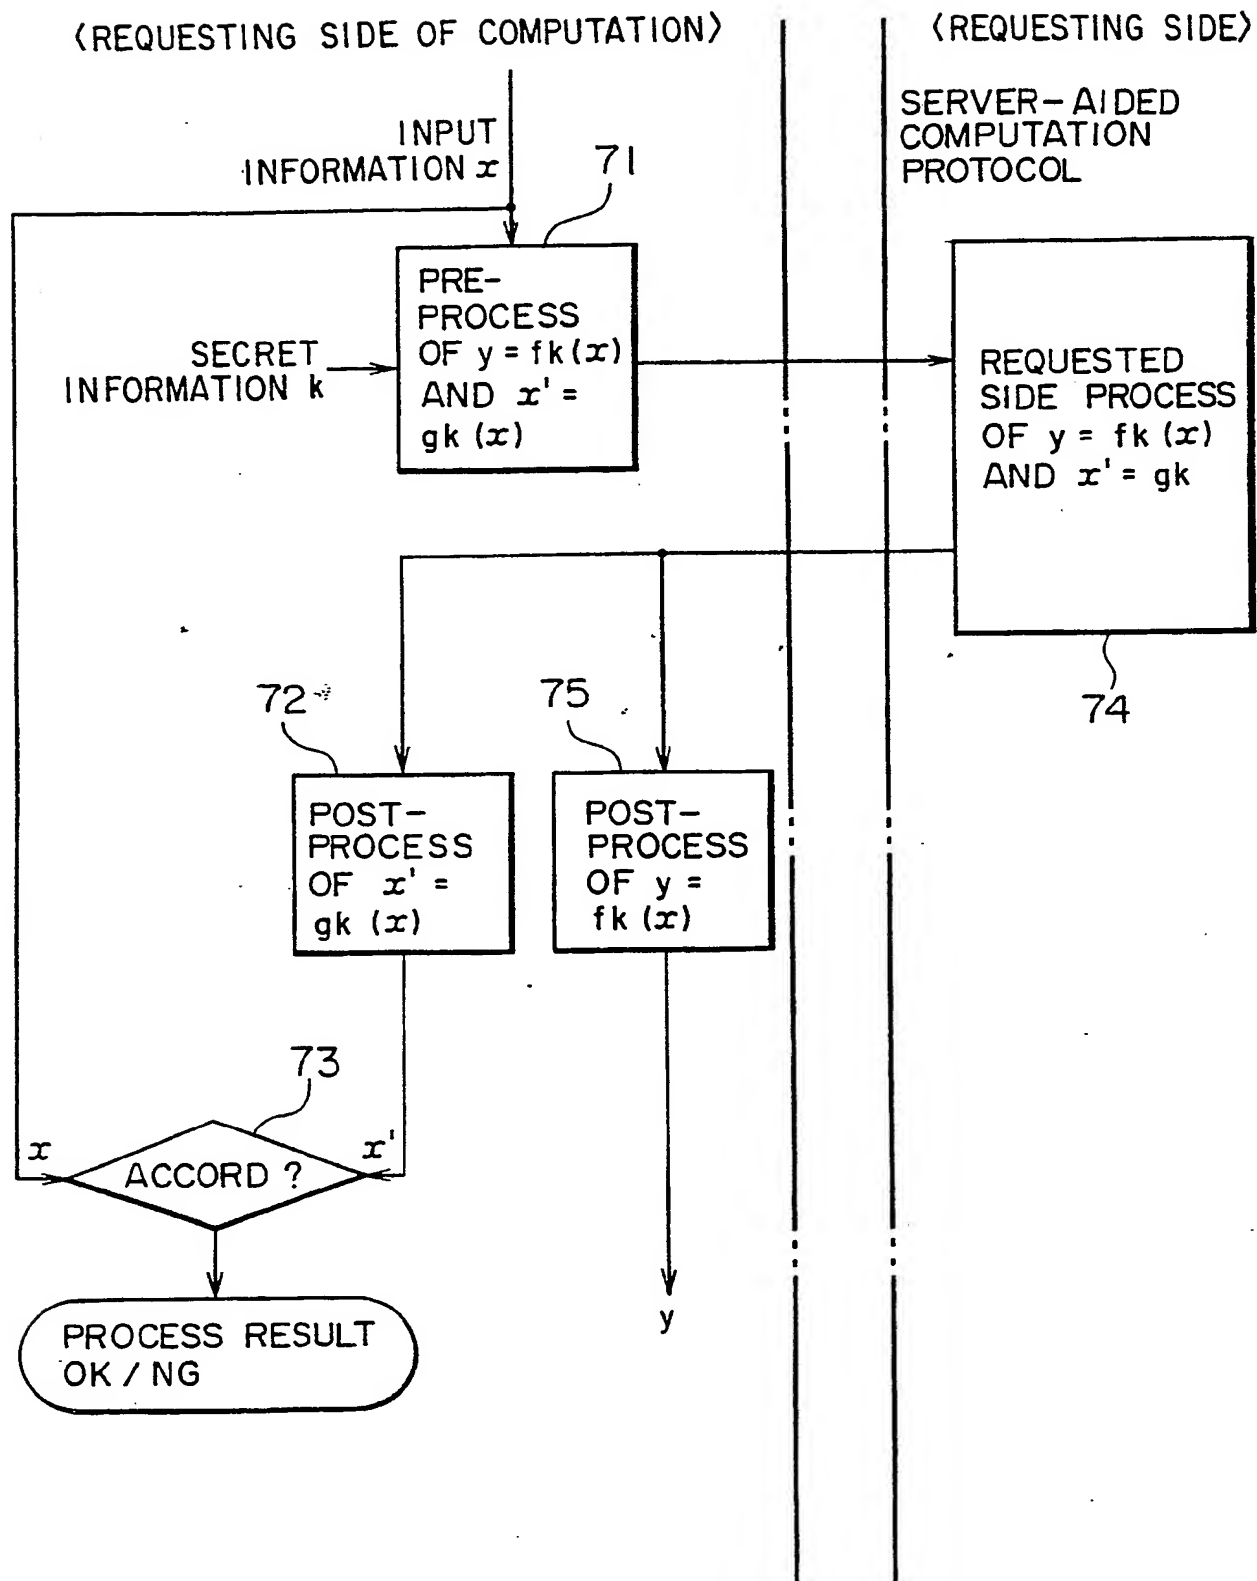 〈REQUESTING SIDE OF COMPUTATION〉
〈REQUESTING SIDE〉
SERVER-AIDED
COMPUTATION
PROTOCOL
INPUT
INFORMATION x
71
PRE-
PROCESS
OF y = fk(x)
AND x' =
gk (x)
SECRET
INFORMATION k
REQUESTED
SIDE PROCESS
OF y = fk (x)
AND x' = gk
74
72
75
POST-
PROCESS
OF x' =
gk (x)
POST-
PROCESS
OF y =
fk (x)
73
x
x'
ACCORD ?
y
PROCESS RESULT
OK / NG